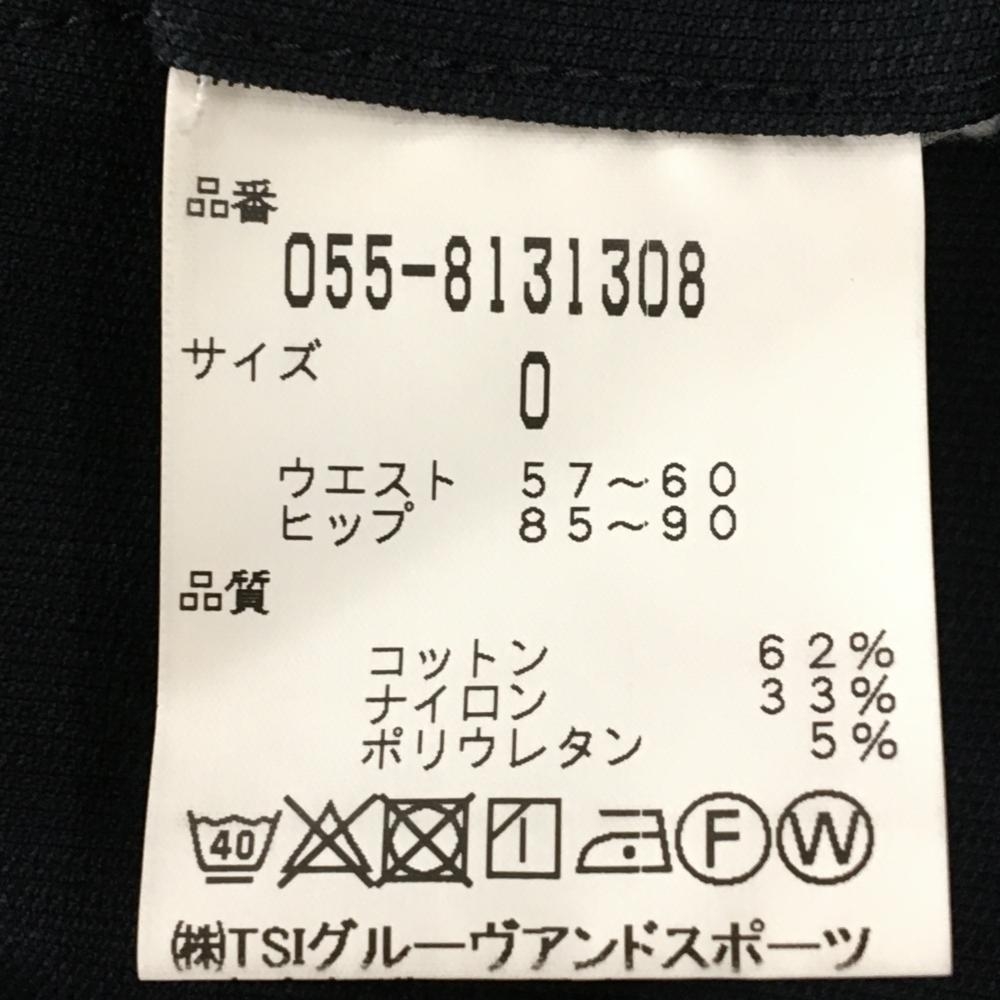 品番
055-8131308
サイズ
0
ウエスト 57～60
ヒップ 85～90
品質
コットン 62%
ナイロン 33%
ポリウレタン 5%
40 F W
㈱TSIグルーヴアンドスポーツ